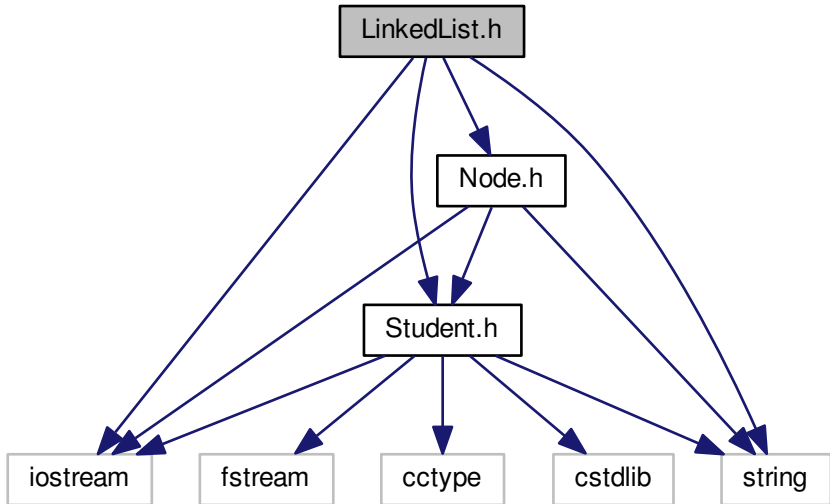 LinkedList.h
Node.h
Student.h
iostream
fstream
cctype
cstdlib
string